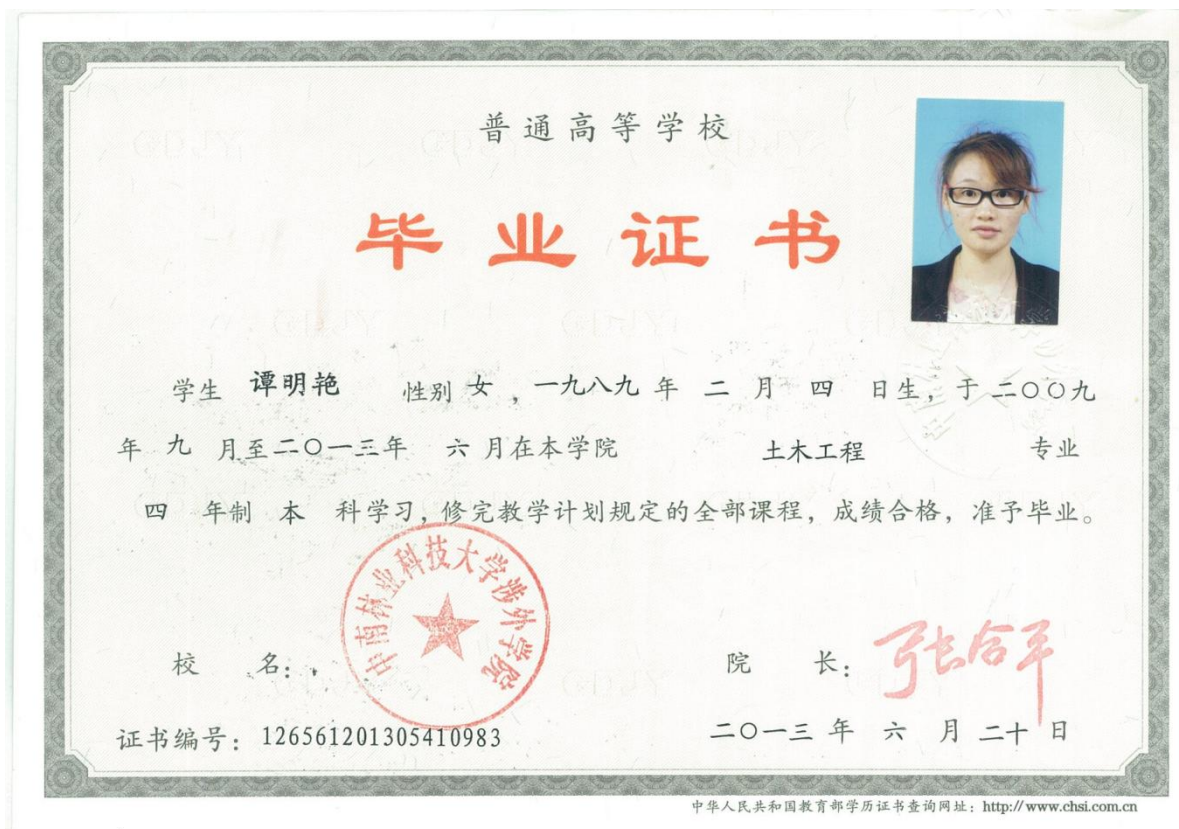 普通高等学校
毕业证书
学生 谭明艳 性别 女 ，一九八九 年 二 月 四 日生，于 二〇〇九
年 九 月至二〇一三年 六 月在本学院 土木工程 专业
四 年制 本 科学习，修完教学计划规定的全部课程，成绩合格，准予毕业。
中南林业科技大学涉外学院
校 名：
院 长：张合平
证书编号：126561201305410983
二〇一三 年 六 月 二十 日
中华人民共和国教育部学历证书查询网址：http://www.chsi.com.cn